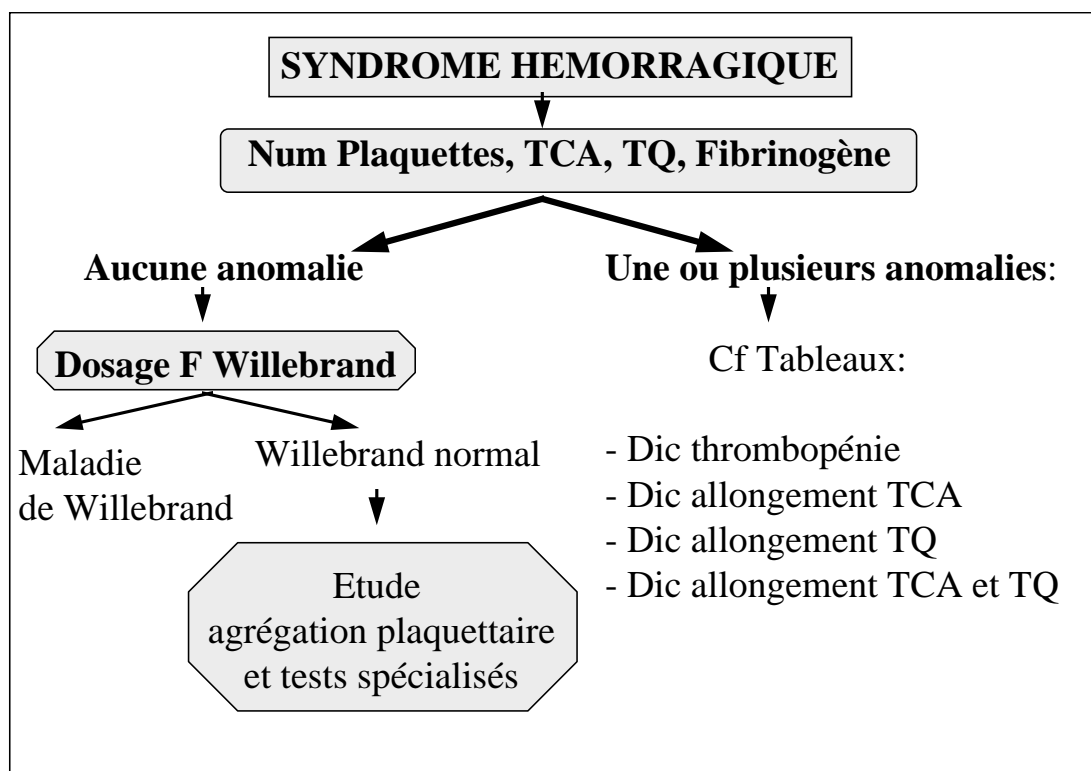 SYNDROME HEMORRAGIQUE
Num Plaquettes, TCA, TQ, Fibrinogène
Aucune anomalie
Une ou plusieurs anomalies:
Dosage F Willebrand
Cf Tableaux:
Maladie
de Willebrand
Willebrand normal
- Dic thrombopénie
- Dic allongement TCA
- Dic allongement TQ
- Dic allongement TCA et TQ
Etude
agrégation plaquettaire
et tests spécialisés